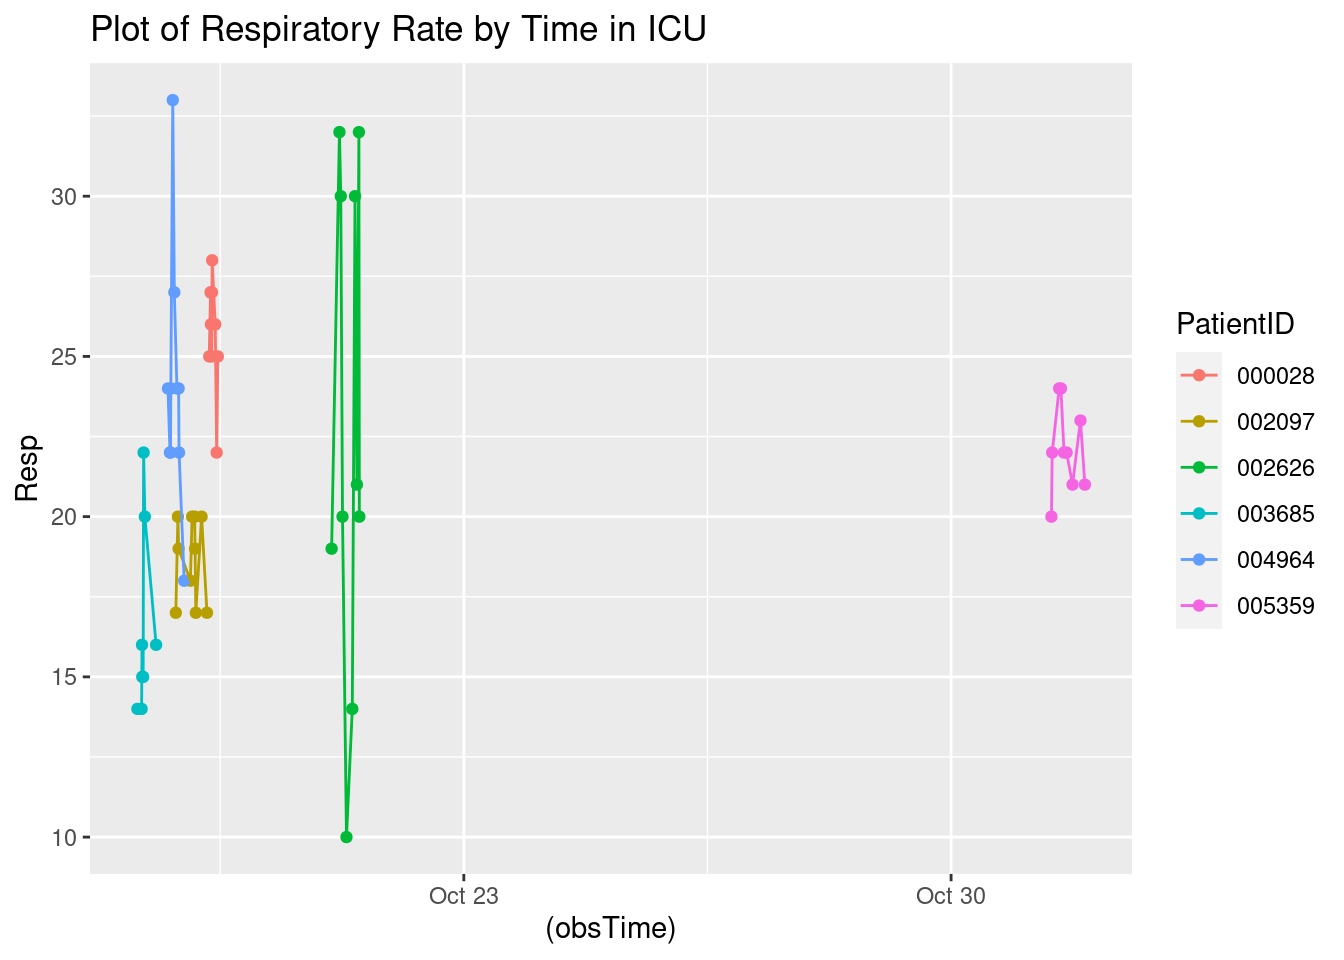 Plot of Respiratory Rate by Time in ICU
Resp
30
25
20
15
10
Oct 23
Oct 30
(obsTime)
PatientID
000028
002097
002626
003685
004964
005359